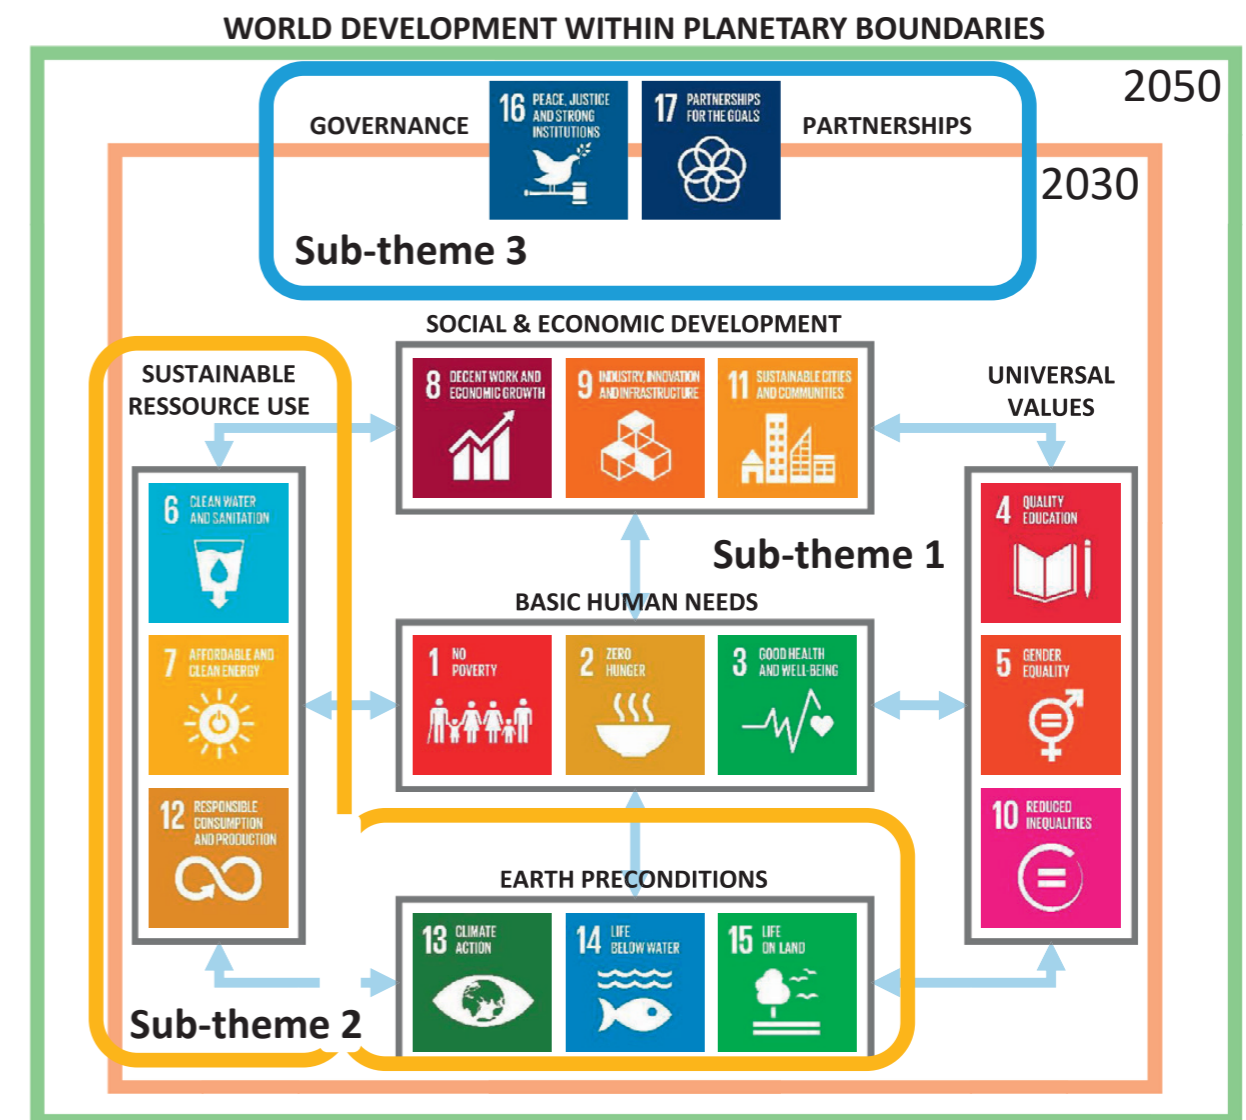 WORLD DEVELOPMENT WITHIN PLANETARY BOUNDARIES
2050
2030
GOVERNANCE
16 PEACE, JUSTICE
AND STRONG
INSTITUTIONS
17 PARTNERSHIPS
FOR THE GOALS
PARTNERSHIPS
Sub-theme 3
SOCIAL & ECONOMIC DEVELOPMENT
8 DECENT WORK AND
ECONOMIC GROWTH
9 INDUSTRY, INNOVATION
AND INFRASTRUCTURE
11 SUSTAINABLE CITIES
AND COMMUNITIES
SUSTAINABLE
RESSOURCE USE
6 CLEAN WATER
AND SANITATION
7 AFFORDABLE AND
CLEAN ENERGY
12 RESPONSIBLE
CONSUMPTION
AND PRODUCTION
UNIVERSAL
VALUES
4 QUALITY
EDUCATION
5 GENDER
EQUALITY
10 REDUCED
INEQUALITIES
Sub-theme 1
BASIC HUMAN NEEDS
1 NO
POVERTY
2 ZERO
HUNGER
3 GOOD HEALTH
AND WELL-BEING
EARTH PRECONDITIONS
13 CLIMATE
ACTION
14 LIFE
BELOW WATER
15 LIFE
ON LAND
Sub-theme 2